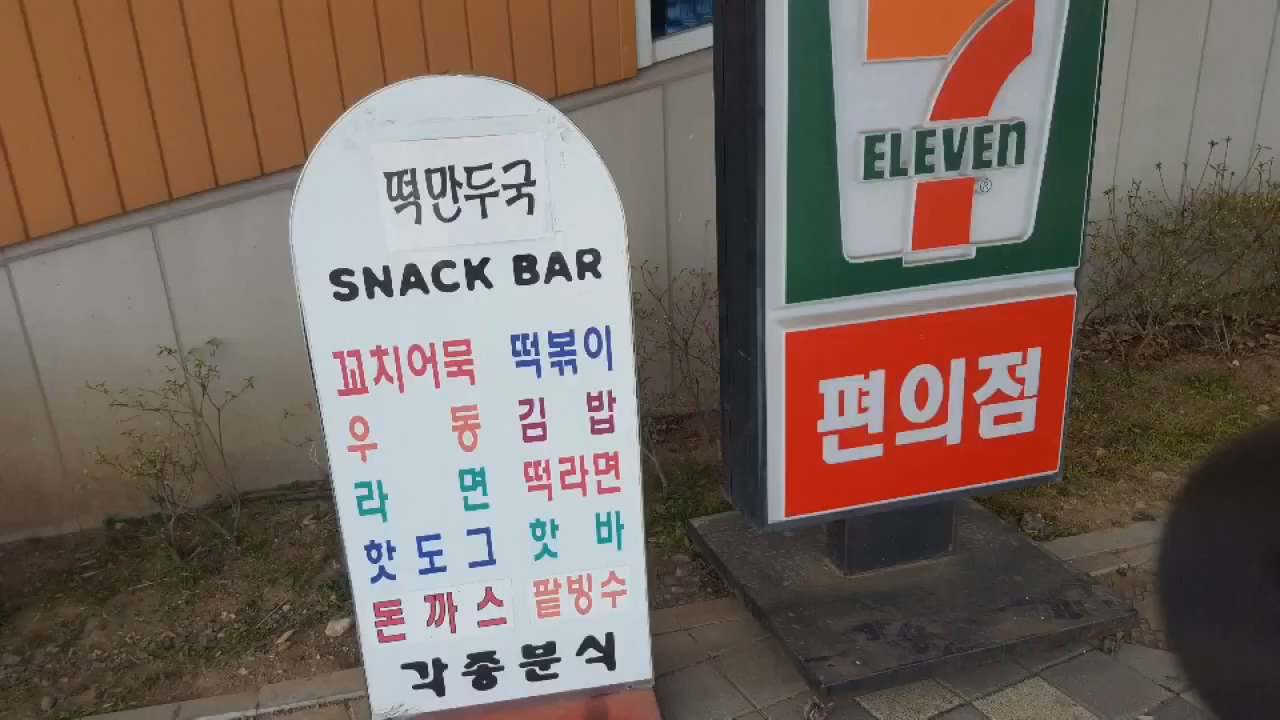 떡만두국
SNACK BAR
꼬치어묵 떡볶이
우동 김밥
라면 떡라면
핫도그 핫바
돈까스 팥빙수
각종분식
7
ELEVEn
®
편의점